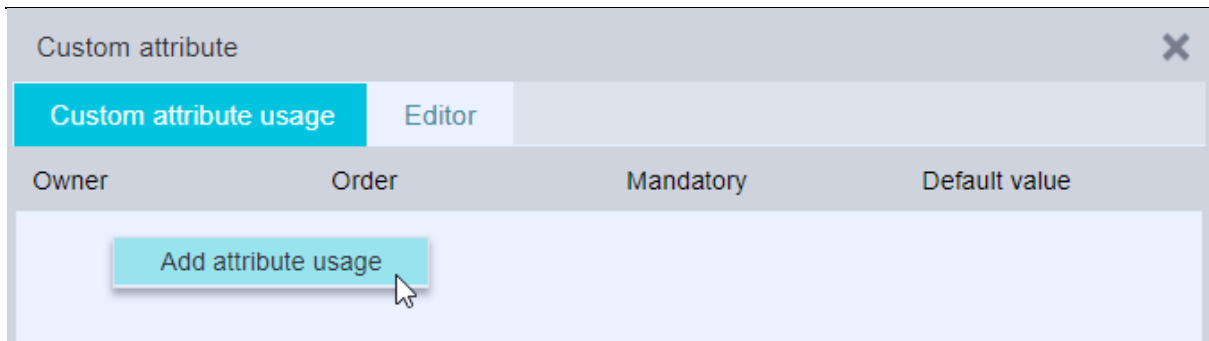 Custom attribute
Custom attribute usage Editor
Owner Order Mandatory Default value
Add attribute usage